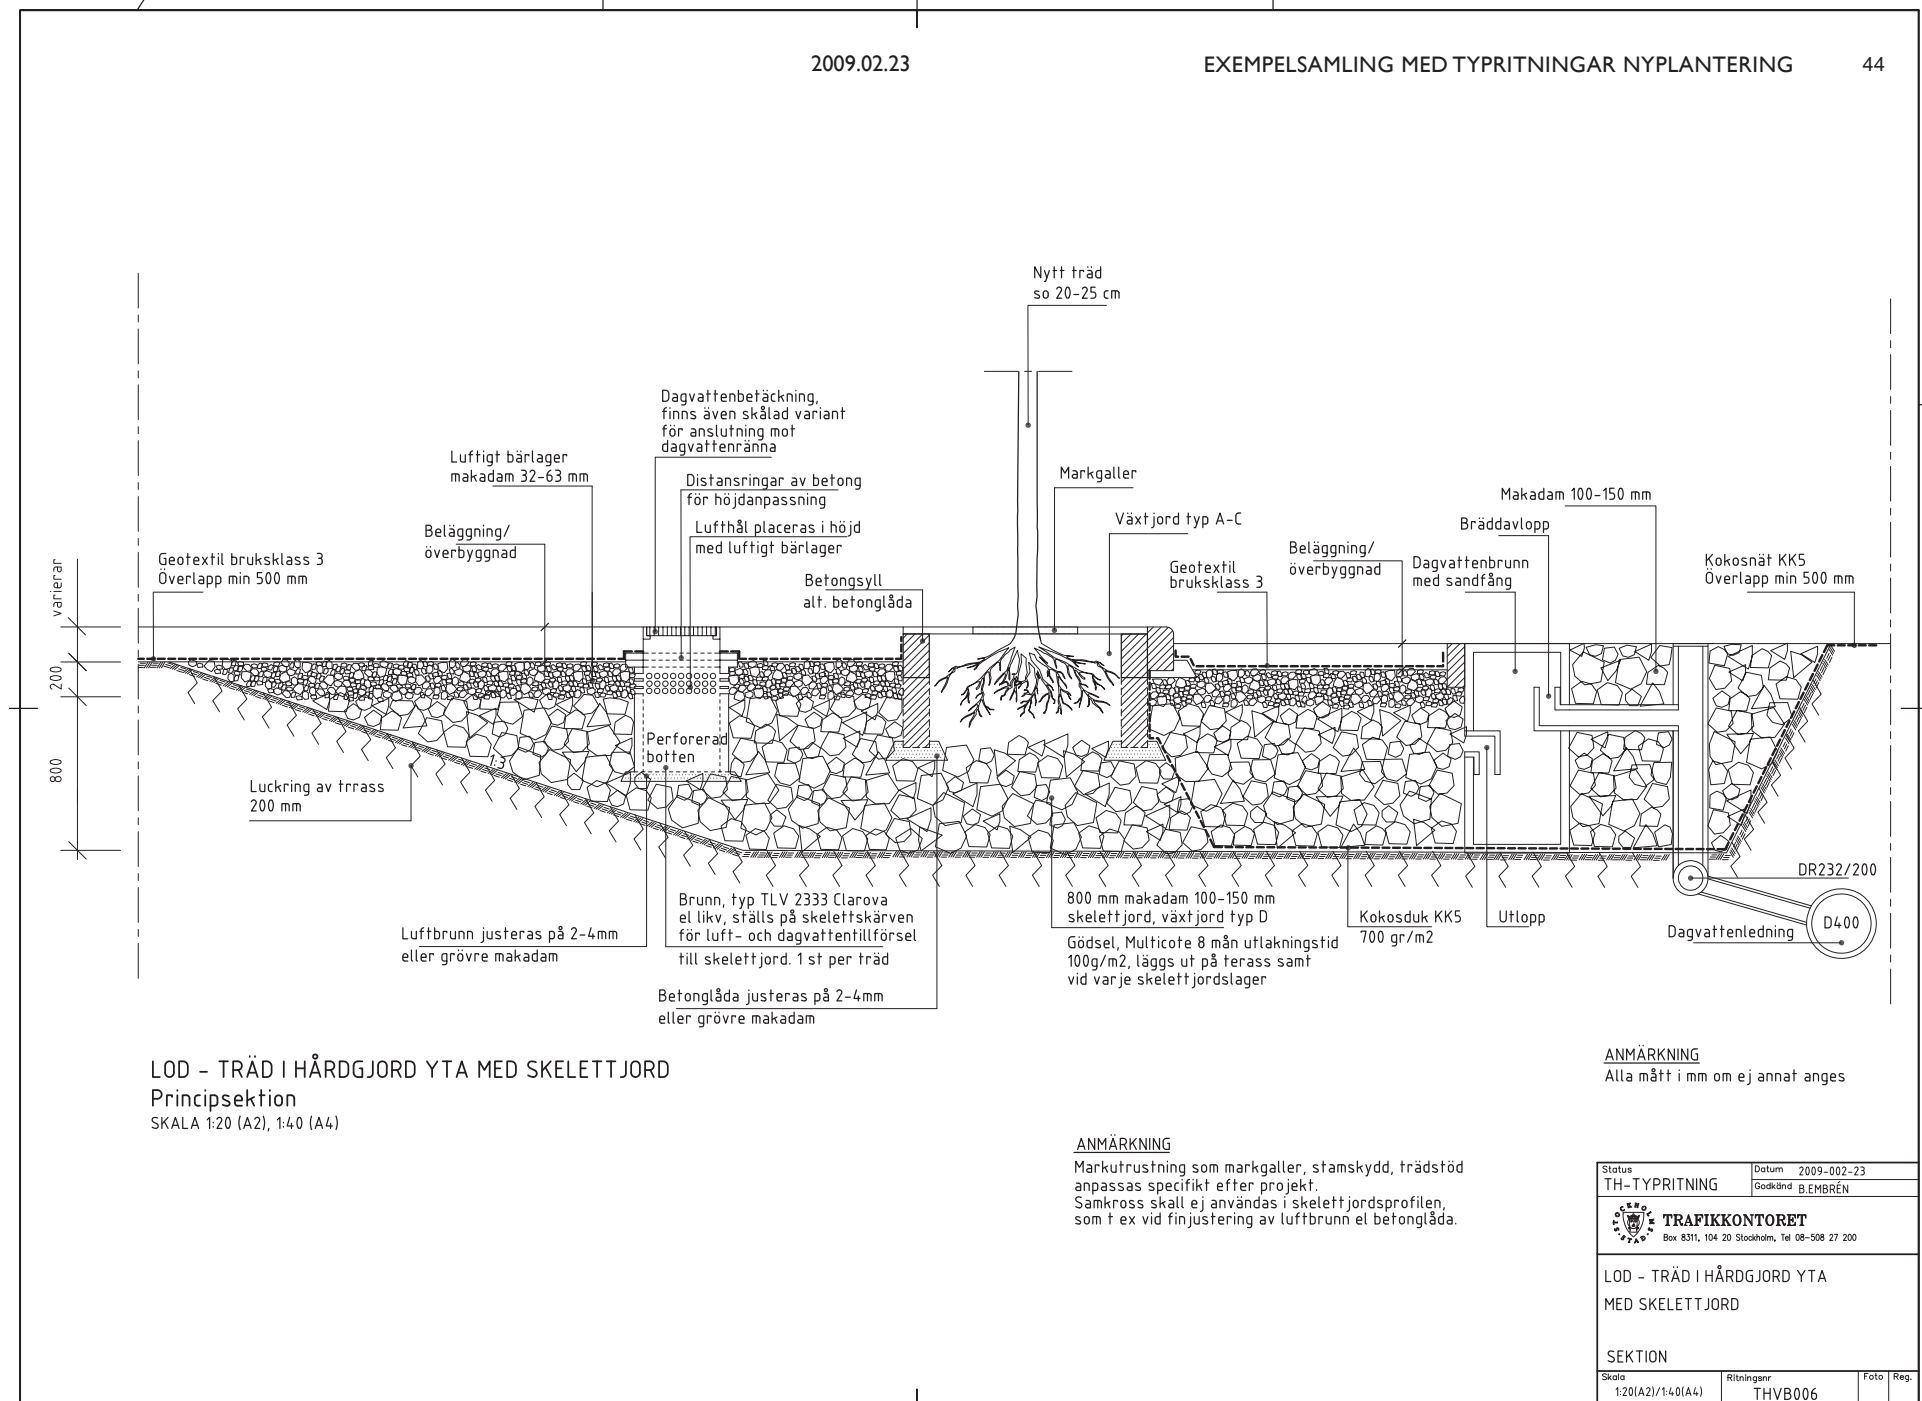 2009.02.23
EXEMPELSAMLING MED TYPRITNINGAR NYPLANTERING
44
Nytt träd
so 20-25 cm
Dagvattenbetäckning,
finns även skålad variant
för anslutning mot
dagvattenränna
Luftigt bärlager
makadam 32-63 mm
Distansringar av betong
för höjdanpassning
Markgaller
Makadam 100-150 mm
Lufthål placeras i höjd
med luftigt bärlager
Växtjord typ A-C
Bräddavlopp
Beläggning/
överbyggnad
Beläggning/
överbyggnad
Geotextil bruksklass 3
Överlapp min 500 mm
Geotextil
bruksklass 3
Dagvattenbrunn
med sandfång
Kokosnät KK5
Överlapp min 500 mm
Betongsyll
alt. betonglåda
varierar
200
800
Perforerad
botten
1:3
Luckring av trrass
200 mm
DR232/200
D400
Dagvattenledning
Brunn, typ TLV 2333 Clarova
el likv, ställs på skelettskärven
för luft- och dagvattentillförsel
till skelettjord. 1 st per träd
800 mm makadam 100-150 mm
skelettjord, växtjord typ D
Gödsel, Multicote 8 mån utlakningstid
100g/m2, läggs ut på terass samt
vid varje skelettjordslager
Kokosduk KK5
700 gr/m2
Utlopp
Luftbrunn justeras på 2-4mm
eller grövre makadam
Betonglåda justeras på 2-4mm
eller grövre makadam
LOD - TRÄD I HÅRDGJORD YTA MED SKELETTJORD
Principsektion
SKALA 1:20 (A2), 1:40 (A4)
ANMÄRKNING
Alla mått i mm om ej annat anges
ANMÄRKNING
Markutrustning som markgaller, stamskydd, trädstöd
anpassas specifikt efter projekt.
Samkross skall ej användas i skelettjordsprofilen,
som t ex vid finjustering av luftbrunn el betonglåda.
Status
TH-TYPRITNING
Datum 2009-002-23
Godkänd B.EMBRÉN
STOCKHOLMS STAD
TRAFIKKONTORET
Box 8311, 104 20 Stockholm, Tel 08-508 27 200
LOD - TRÄD I HÅRDGJORD YTA
MED SKELETTJORD
SEKTION
Skala
1:20(A2)/1:40(A4)
Ritningsnr
THVB006
Foto
Reg.